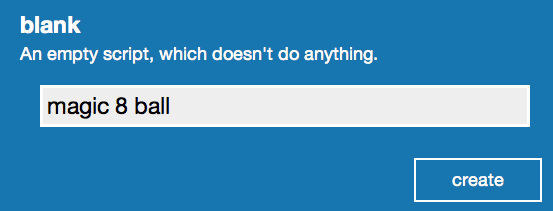 blank
An empty script, which doesn't do anything.
magic 8 ball
create